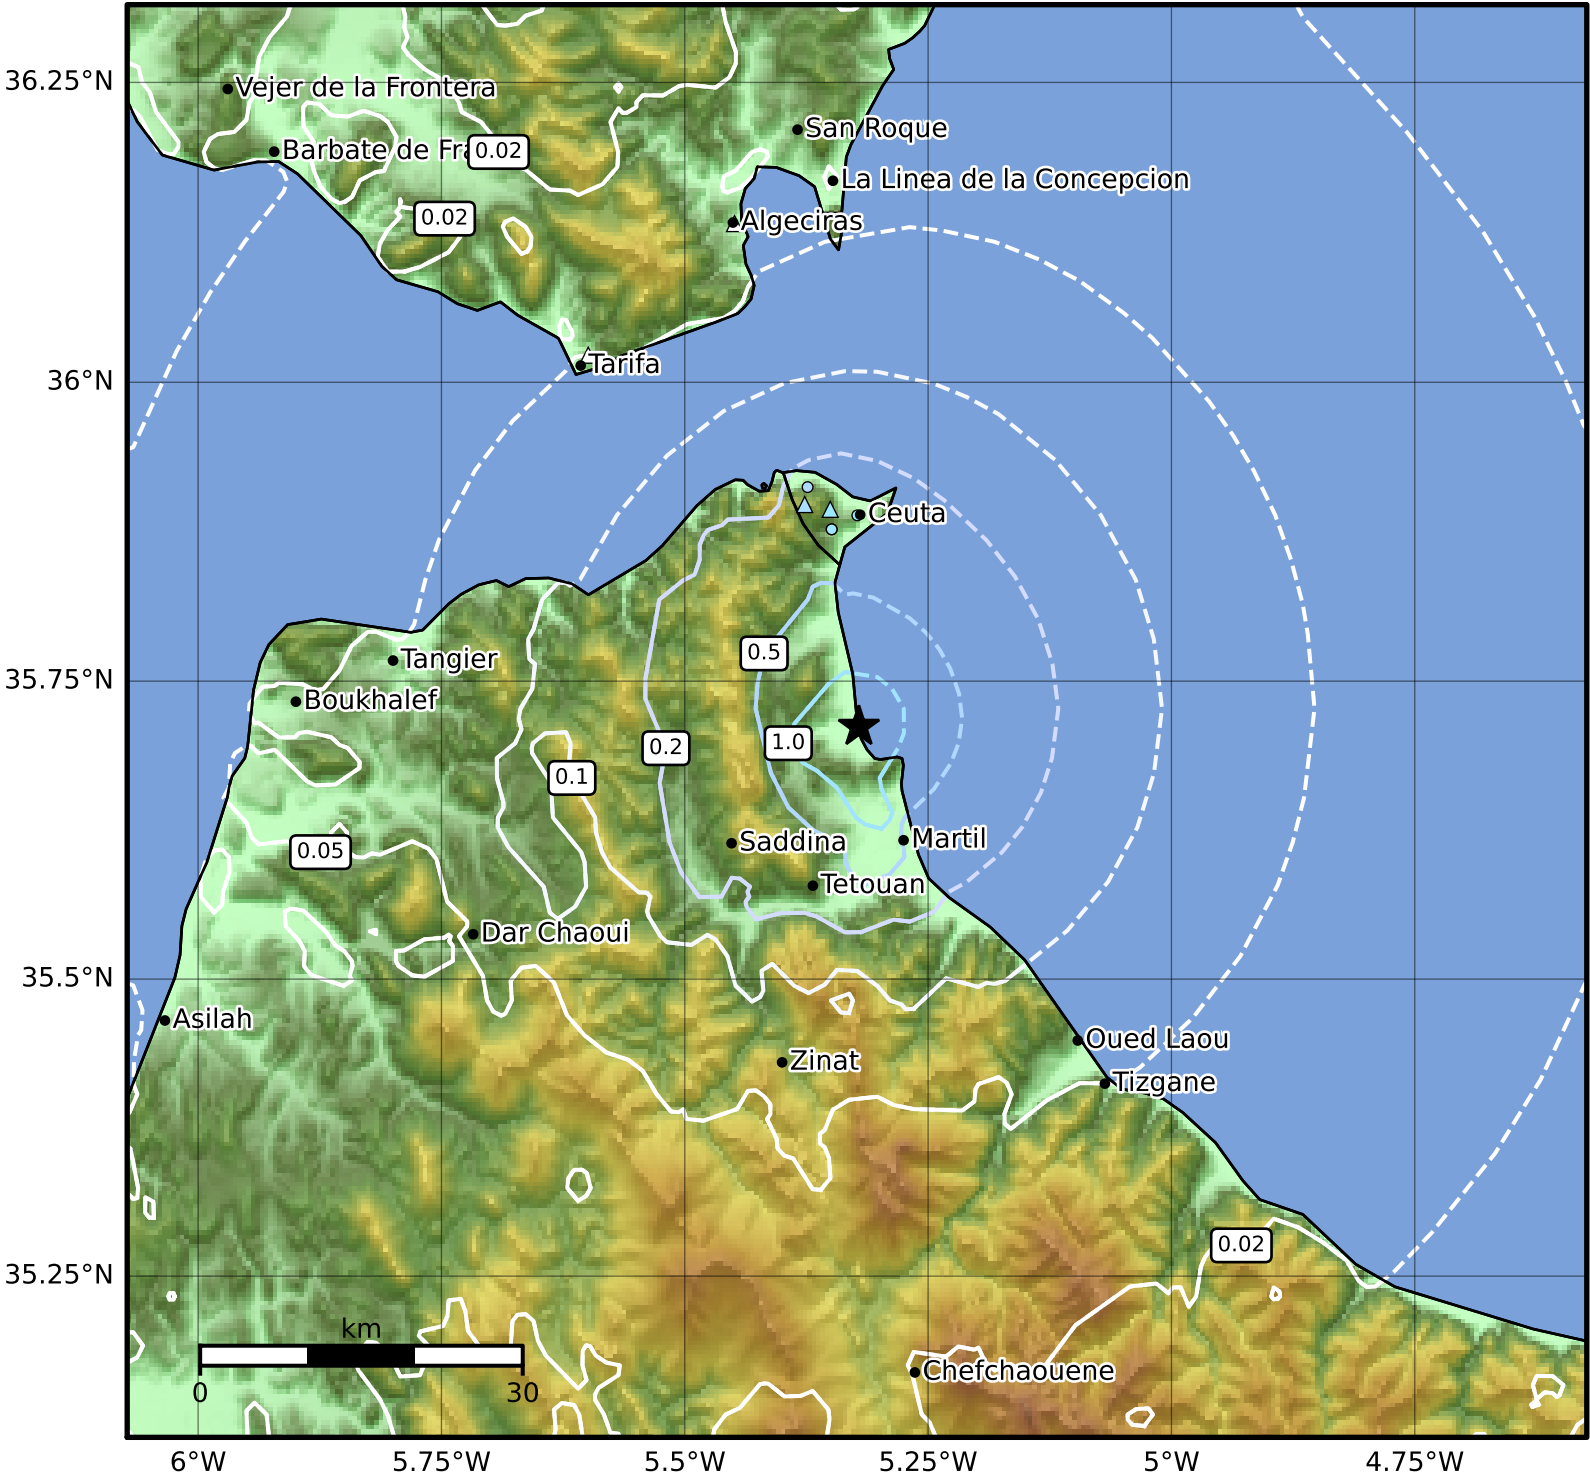 36.25°N
Vejer de la Frontera
San Roque
Barbate de Fra
0.02
La Linea de la Concepcion
0.02
Algeciras
Tarifa
36°N
Ceuta
0.5
Tangier
35.75°N
Boukhalef
0.2
1.0
0.1
Saddina
Martil
0.05
Tetouan
Dar Chaoui
35.5°N
Asilah
Oued Laou
Zinat
Tizgane
0.02
35.25°N
km
0
30
Chefchaouene
6°W
5.75°W
5.5°W
5.25°W
5°W
4.75°W